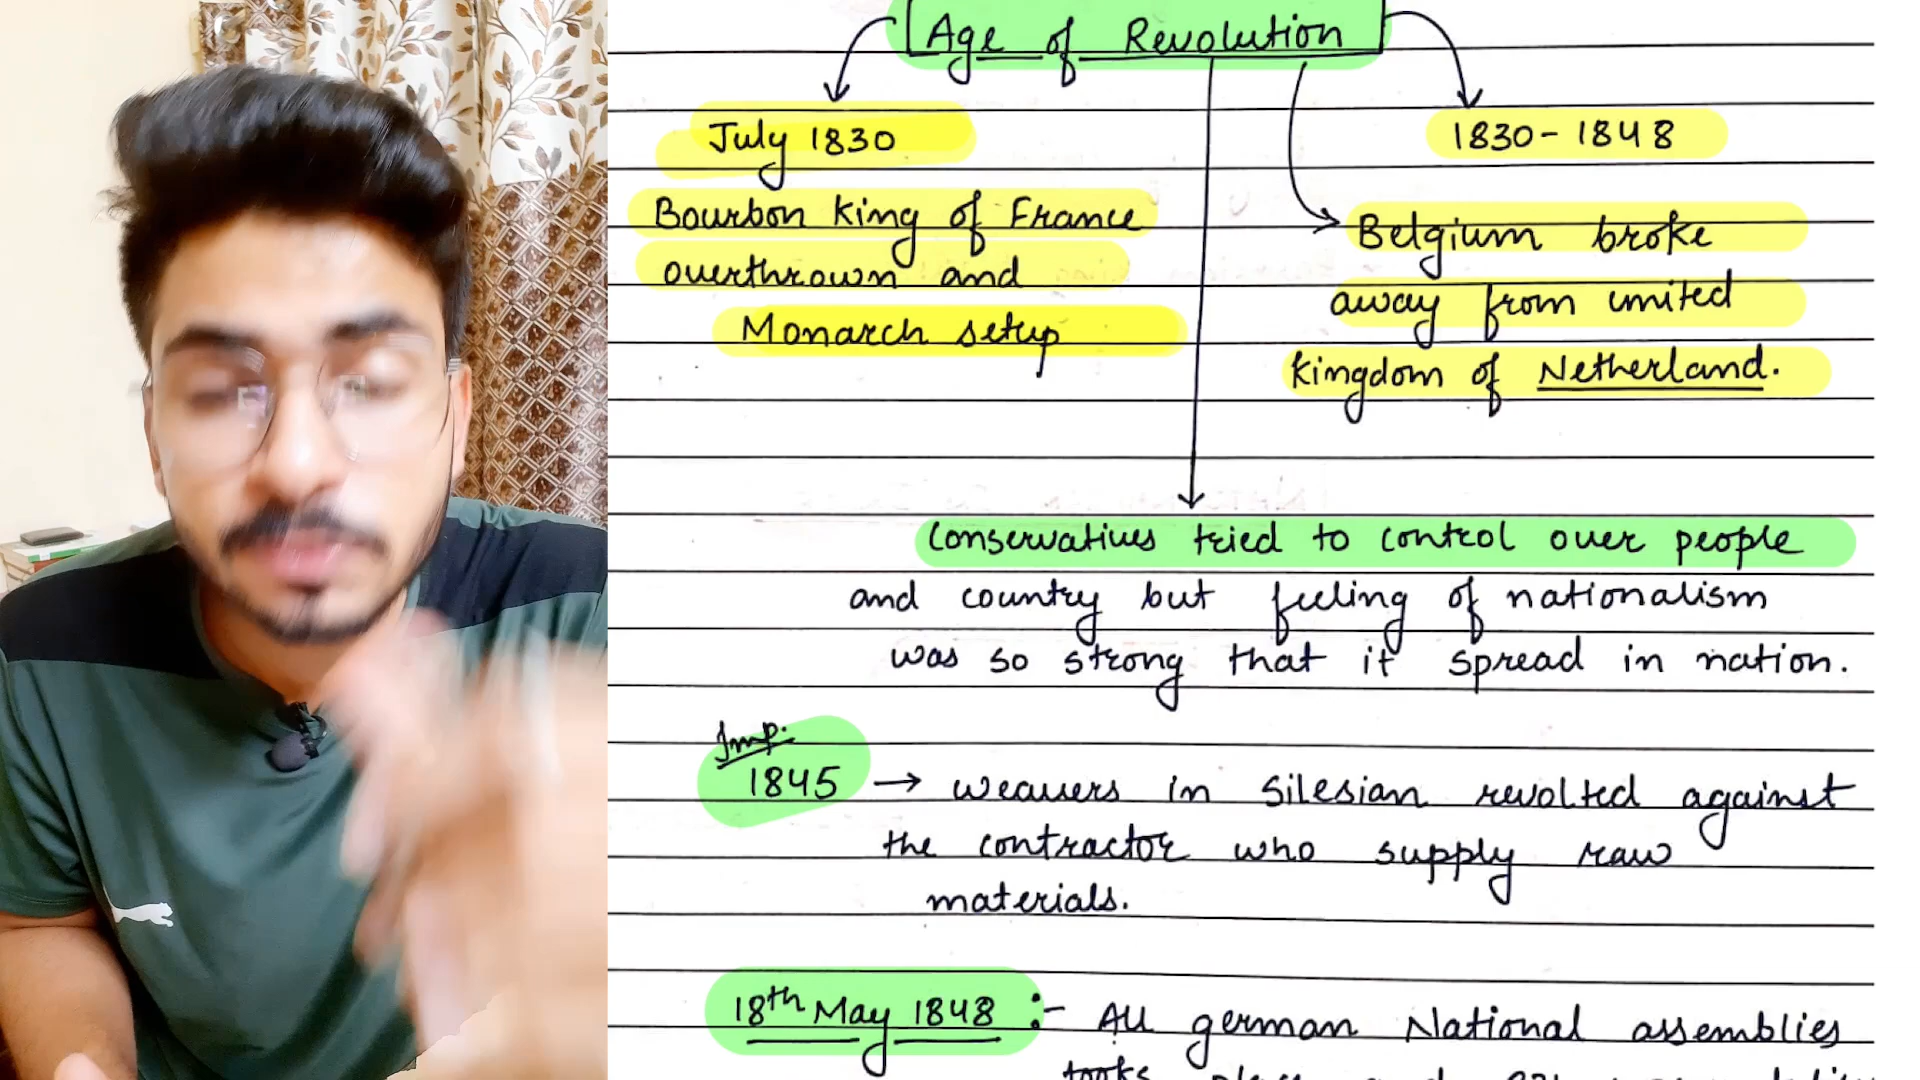 Age of Revolution
July 1830
Bourbon king of France
overthrown and
Monarch setup
1830-1848
Belgium broke
away from united
kingdom of Netherland.
Conservatives tried to control over people
and country but feeling of nationalism
was so strong that it spread in nation.
Imp.
1845 → weavers in Silesian revolted against
the contractor who supply raw
materials.
18th May 1848 :- All german National assemblies